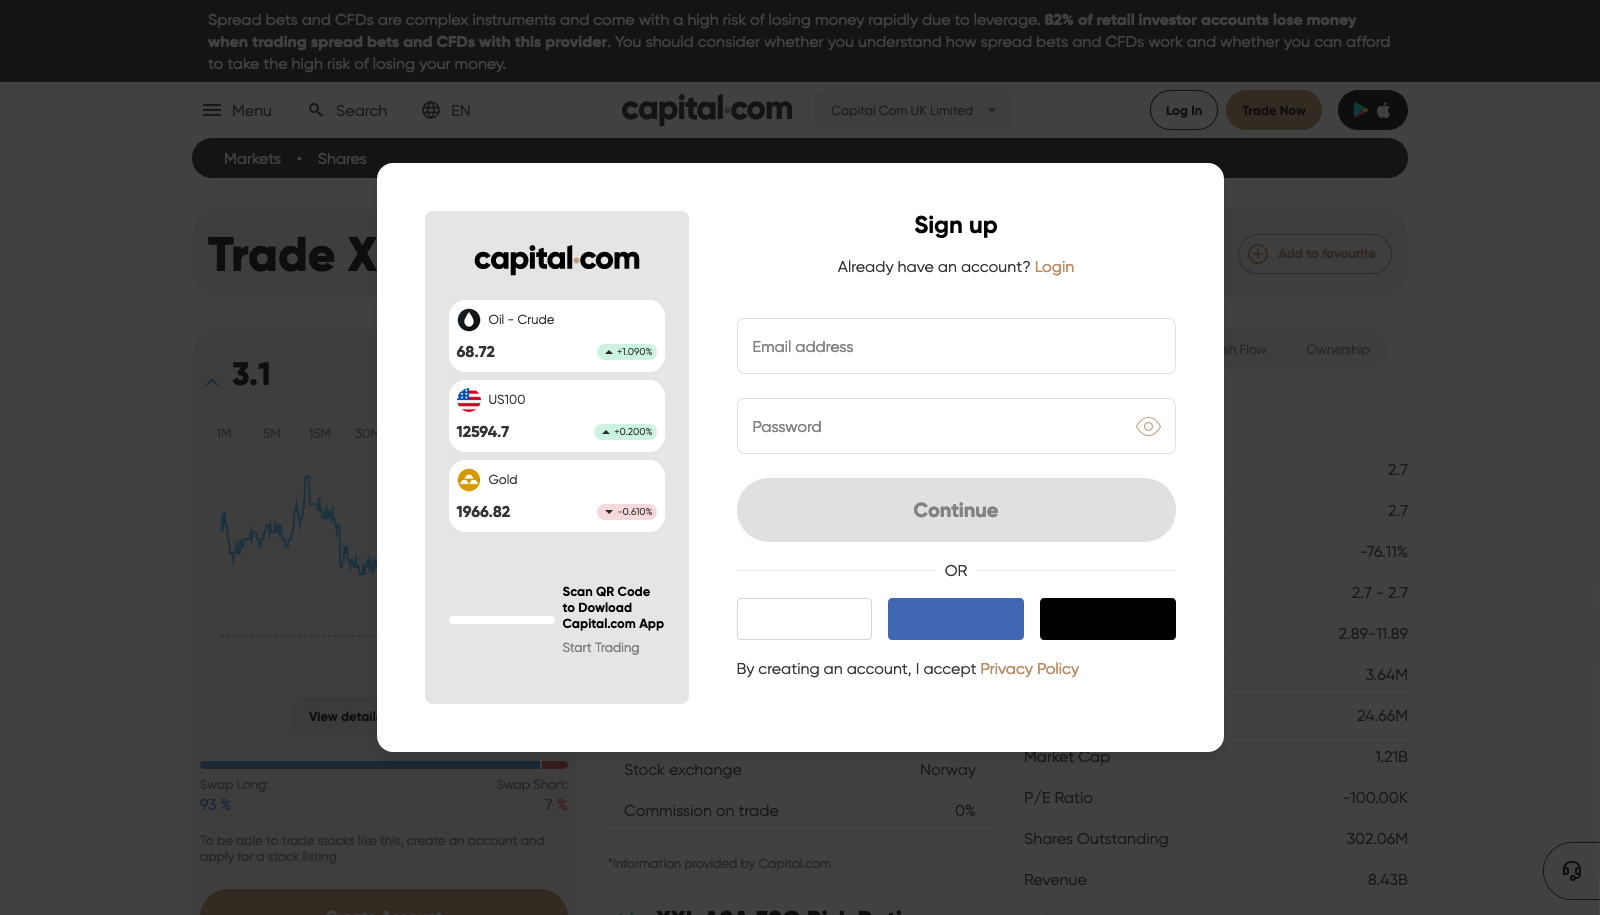 Spread bets and CFDs are complex instruments and come with a high risk of losing money rapidly due to leverage. 82% of retail investor accounts lose money
when trading spread bets and CFDs with this provider. You should consider whether you understand how spread bets and CFDs work and whether you can afford
to take the high risk of losing your money.
Menu
Search
EN
capital.com
Capital Com UK Limited
Log In
Trade Now
Markets • Shares
Trade X
Add to favourite
Sign up
Already have an account? Login
Email address
Password
Continue
OR
By creating an account, I accept Privacy Policy
capital.com
Oil - Crude
68.72
+1.090%
US100
12594.7
+0.200%
Gold
1966.82
-0.610%
Scan QR Code
to Dowload
Capital.com App
Start Trading
3.1
1M 5M 15M 30M
View detaile
Swap Long:
93 %
Swap Short:
7 %
To be able to trade stocks like this, create an account and
apply for a stock listing.
Stock exchange Norway
Commission on trade 0%
*Information provided by Capital.com
sh Flow
Ownership
2.7
2.7
-76.11%
2.7 - 2.7
2.89-11.89
3.64M
24.66M
Market Cap 1.21B
P/E Ratio -100.00K
Shares Outstanding 302.06M
Revenue 8.43B